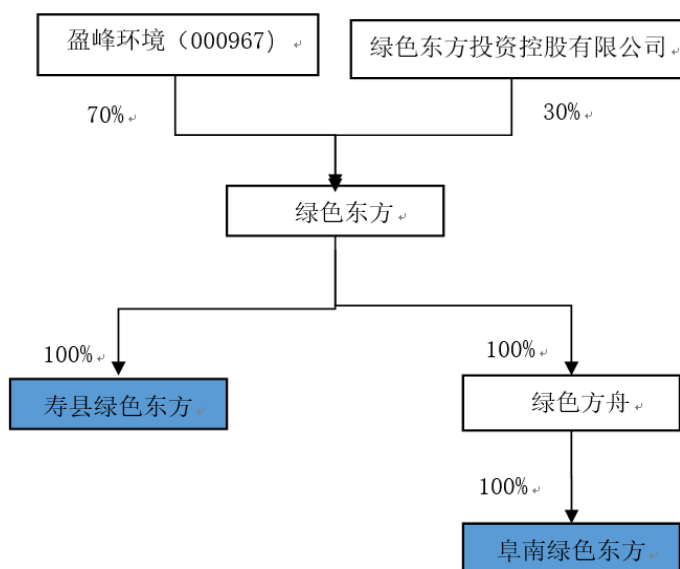 盈峰环境（000967）
绿色东方投资控股有限公司
70%
30%
绿色东方
100%
100%
寿县绿色东方
绿色方舟
100%
阜南绿色东方